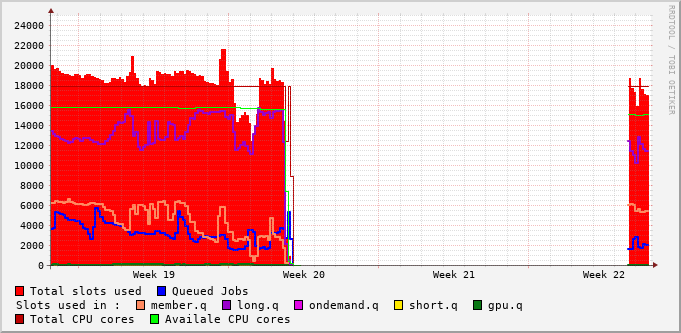 RRDTOOL / TOBI OETIKER
24000
22000
20000
18000
16000
14000
12000
10000
8000
6000
4000
2000
0
Week 19 Week 20 Week 21 Week 22
Total slots used Queued Jobs
Slots used in : member.q long.q ondemand.q short.q gpu.q
Total CPU cores Availale CPU cores